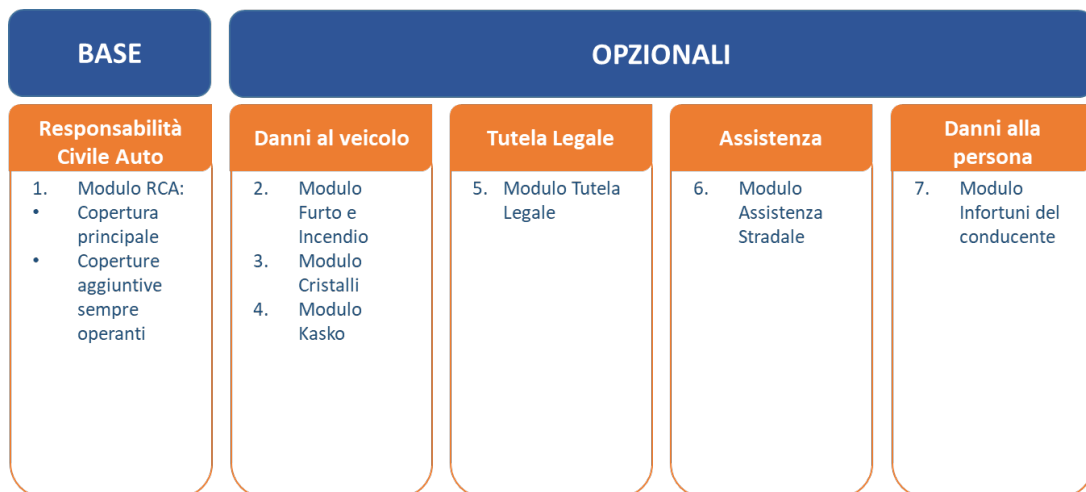 BASE
OPZIONALI
Responsabilità
Civile Auto
1. Modulo RCA:
• Copertura
principale
• Coperture
aggiuntive
sempre
operanti
Danni al veicolo
2. Modulo
Furto e
Incendio
3. Modulo
Cristalli
4. Modulo
Kasko
Tutela Legale
5. Modulo Tutela
Legale
Assistenza
6. Modulo
Assistenza
Stradale
Danni alla
persona
7. Modulo
Infortuni del
conducente